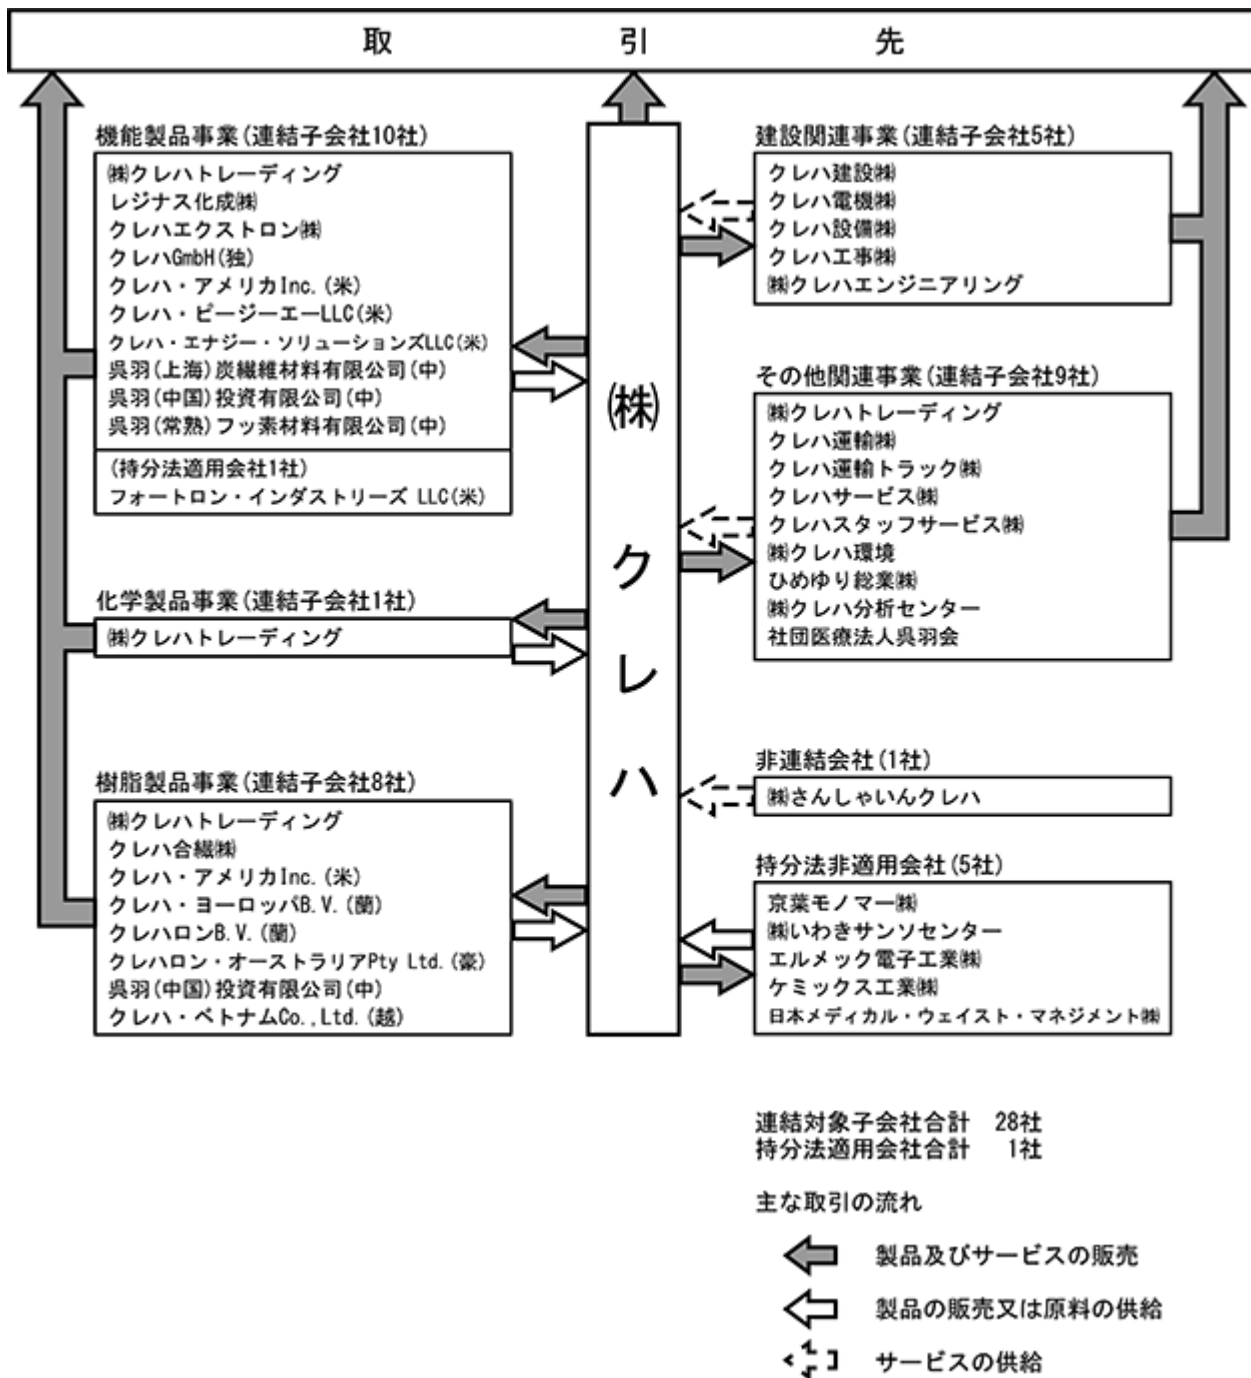 取引先
機能製品事業(連結子会社10社)
㈱クレハトレーディング
レジナス化成㈱
クレハエクストロン㈱
クレハGmbH(独)
クレハ・アメリカInc.(米)
クレハ・ピージーエーLLC(米)
クレハ・エナジー・ソリューションズLLC(米)
呉羽(上海)炭繊維材料有限公司(中)
呉羽(中国)投資有限公司(中)
呉羽(常熟)フッ素材料有限公司(中)
(持分法適用会社1社)
フォートロン・インダストリーズ LLC(米)
化学製品事業(連結子会社1社)
㈱クレハトレーディング
樹脂製品事業(連結子会社8社)
㈱クレハトレーディング
クレハ合繊㈱
クレハ・アメリカInc.(米)
クレハ・ヨーロッパB.V.(蘭)
クレハロンB.V.(蘭)
クレハロン・オーストラリアPty Ltd.(豪)
呉羽(中国)投資有限公司(中)
クレハ・ベトナムCo.,Ltd.(越)
㈱クレハ
建設関連事業(連結子会社5社)
クレハ建設㈱
クレハ電機㈱
クレハ設備㈱
クレハ工事㈱
㈱クレハエンジニアリング
その他関連事業(連結子会社9社)
㈱クレハトレーディング
クレハ運輸㈱
クレハ運輸トラック㈱
クレハサービス㈱
クレハスタッフサービス㈱
㈱クレハ環境
ひめゆり総業㈱
㈱クレハ分析センター
社団医療法人呉羽会
非連結会社(1社)
㈱さんしゃいんクレハ
持分法非適用会社(5社)
京葉モノマー㈱
㈱いわきサンソセンター
エルメック電子工業㈱
ケミックス工業㈱
日本メディカル・ウェイスト・マネジメント㈱
連結対象子会社合計 28社
持分法適用会社合計 1社
主な取引の流れ
製品及びサービスの販売
製品の販売又は原料の供給
サービスの供給